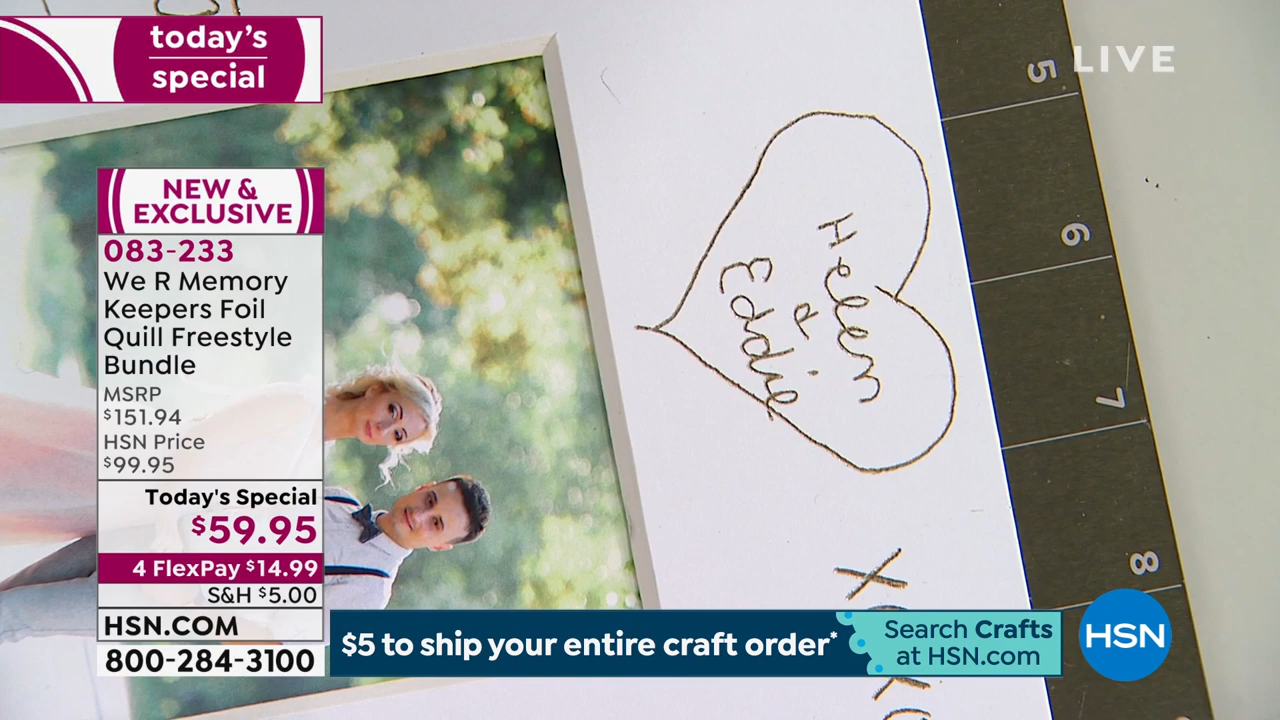 today's
special
LIVE
NEW &
EXCLUSIVE
083-233
We R Memory
Keepers Foil
Quill Freestyle
Bundle
MSRP
$151.94
HSN Price
$99.95
Today's Special
$59.95
4 FlexPay $14.99
S&H $5.00
HSN.COM
800-284-3100
$5 to ship your entire craft order*
Search Crafts
at HSN.com
HSN
Helen
&
Eddie
5
6
7
8